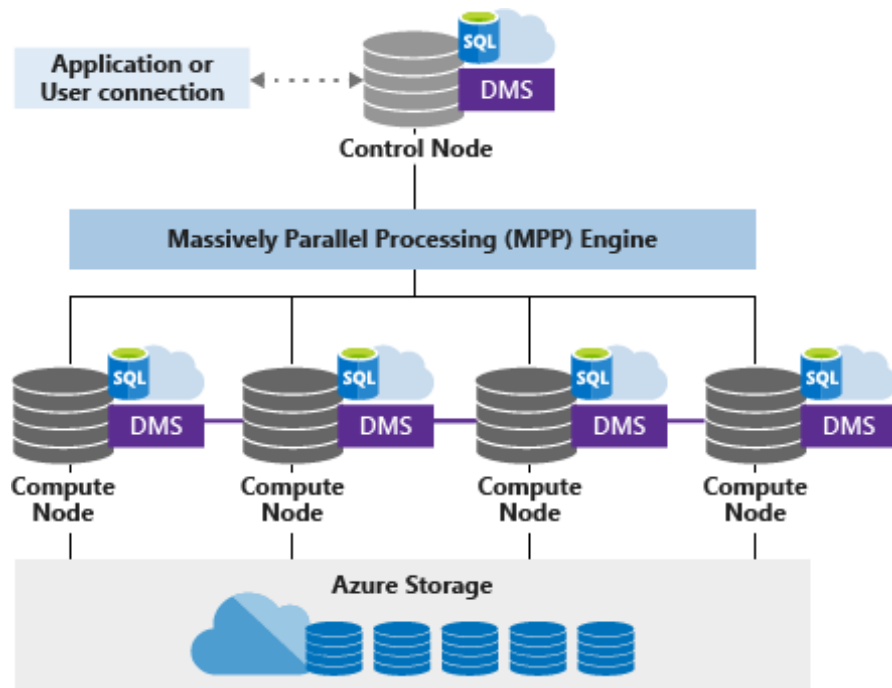 SQL
Application or
User connection
DMS
Control Node
Massively Parallel Processing (MPP) Engine
SQL
SQL
SQL
SQL
DMS
DMS
DMS
DMS
Compute
Node
Compute
Node
Compute
Node
Compute
Node
Azure Storage